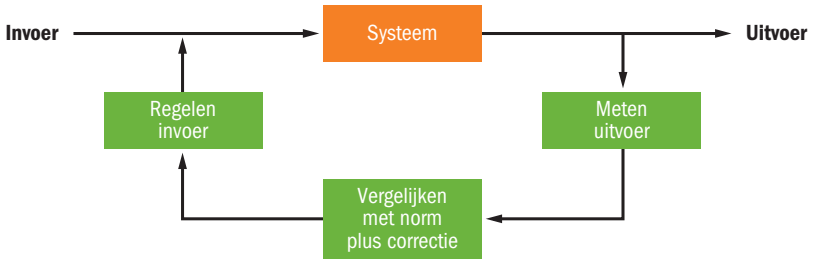 Invoer
Systeem
Uitvoer
Regelen
invoer
Meten
uitvoer
Vergelijken
met norm
plus correctie